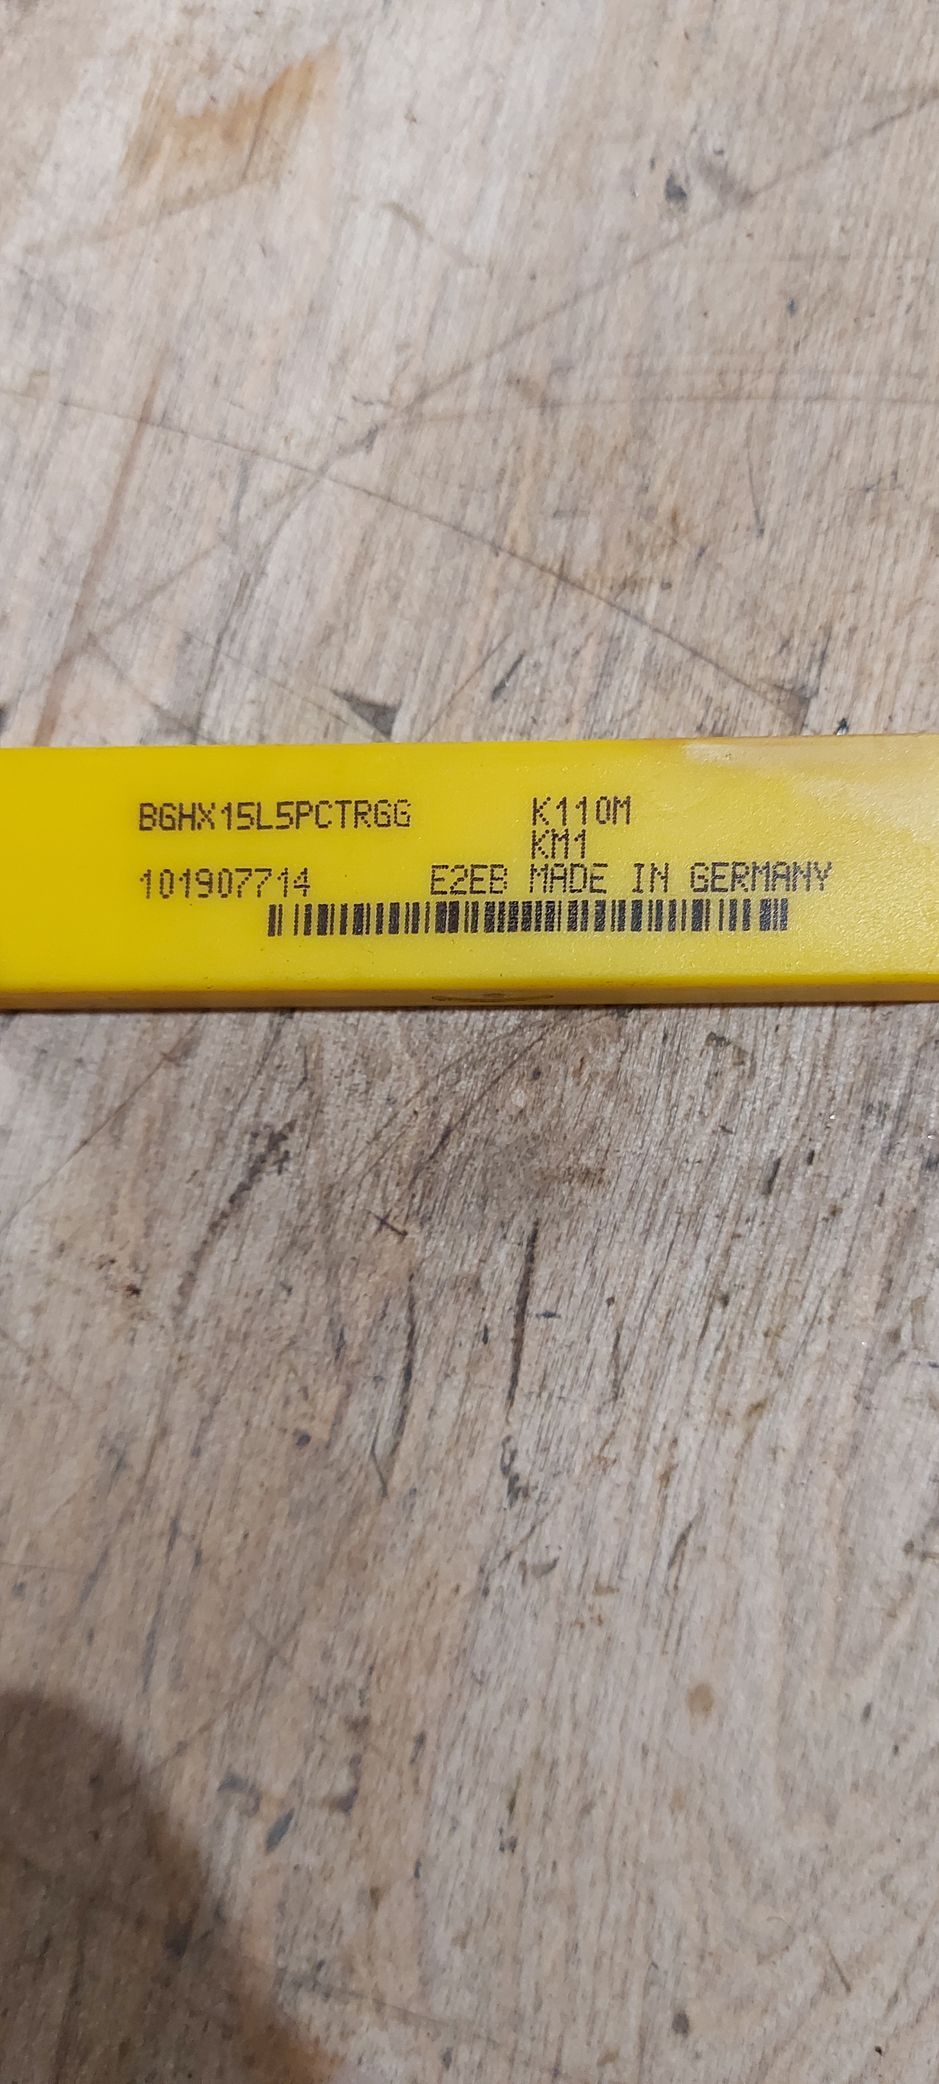 BGHX15L5PCTRGG K110M
KM1
101907714 E2EB MADE IN GERMANY